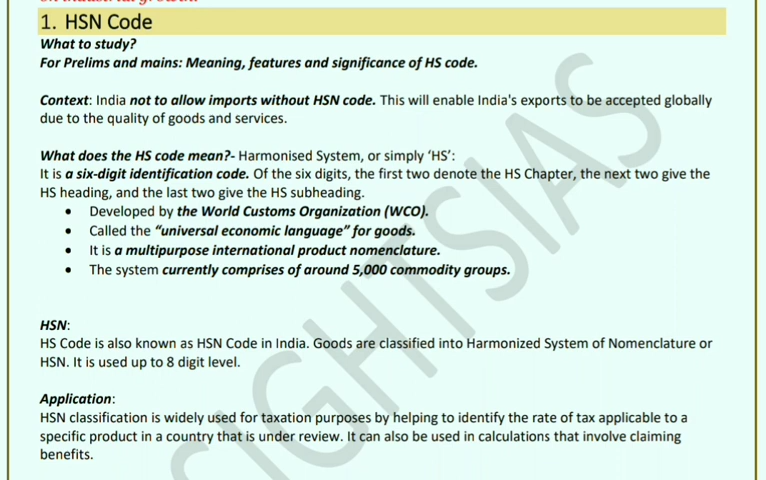 1. HSN Code
What to study?
For Prelims and mains: Meaning, features and significance of HS code.
Context: India not to allow imports without HSN code. This will enable India's exports to be accepted globally
due to the quality of goods and services.
What does the HS code mean?- Harmonised System, or simply ‘HS’:
It is a six-digit identification code. Of the six digits, the first two denote the HS Chapter, the next two give the
HS heading, and the last two give the HS subheading.
• Developed by the World Customs Organization (WCO).
• Called the “universal economic language” for goods.
• It is a multipurpose international product nomenclature.
• The system currently comprises of around 5,000 commodity groups.
HSN:
HS Code is also known as HSN Code in India. Goods are classified into Harmonized System of Nomenclature or
HSN. It is used up to 8 digit level.
Application:
HSN classification is widely used for taxation purposes by helping to identify the rate of tax applicable to a
specific product in a country that is under review. It can also be used in calculations that involve claiming
benefits.
SIGHTSIAS